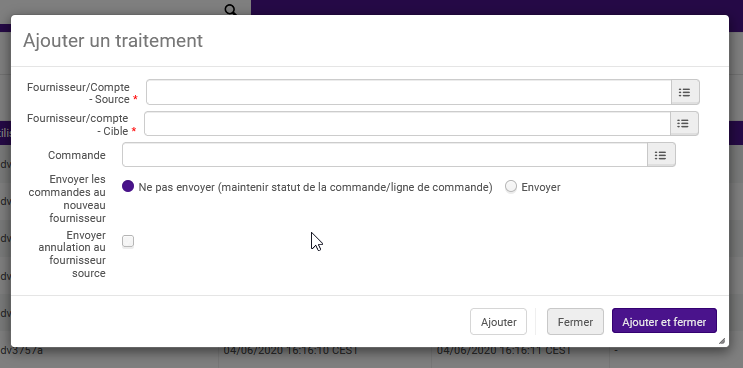 Ajouter un traitement
Fournisseur/Compte
- Source *
Fournisseur/compte
- Cible *
Commande
Envoyer les
commandes au
nouveau
fournisseur
Ne pas envoyer (maintenir statut de la commande/ligne de commande)
Envoyer
Envoyer
annulation au
fournisseur
source
Ajouter
Fermer
Ajouter et fermer
dv3757a
04/06/2020 16:16:10 CEST
04/06/2020 16:16:11 CEST
-